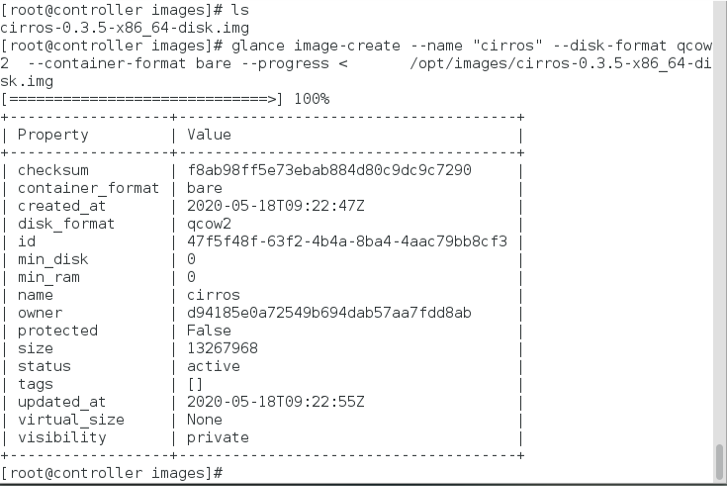 [root@controller images]# ls
cirros-0.3.5-x86_64-disk.img
[root@controller images]# glance image-create --name "cirros" --disk-format qcow
2  --container-format bare --progress <       /opt/images/cirros-0.3.5-x86_64-di
sk.img
[=============================>] 100%
+------------------+--------------------------------------+
| Property         | Value                                |
+------------------+--------------------------------------+
| checksum         | f8ab98ff5e73ebab884d80c9dc9c7290     |
| container_format | bare                                 |
| created_at       | 2020-05-18T09:22:47Z                 |
| disk_format      | qcow2                                |
| id               | 47f5f48f-63f2-4b4a-8ba4-4aac79bb8cf3 |
| min_disk         | 0                                    |
| min_ram          | 0                                    |
| name             | cirros                               |
| owner            | d94185e0a72549b694dab57aa7fdd8ab     |
| protected        | False                                |
| size             | 13267968                             |
| status           | active                               |
| tags             | []                                   |
| updated_at       | 2020-05-18T09:22:55Z                 |
| virtual_size     | None                                 |
| visibility       | private                              |
+------------------+--------------------------------------+
[root@controller images]#